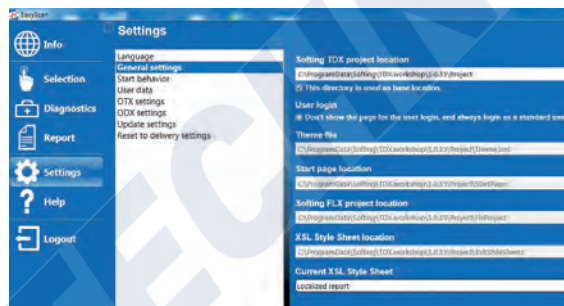 EasyScan
Info
Selection
Diagnostics
Report
Settings
Help
Logout
Settings
Language
General settings
Start behavior
User data
OTX settings
ODX settings
Update settings
Reset to delivery settings
Softing TDX project location
C:\ProgramData\Softing\TDX.workshop\1.0.33\Project
This directory is used as base location.
User login
Don't show the page for the user login, and always login as a standard use
Theme file
Start page location
Softing FLX project location
XSL Style Sheet location
Current XSL Style Sheet
Localized report